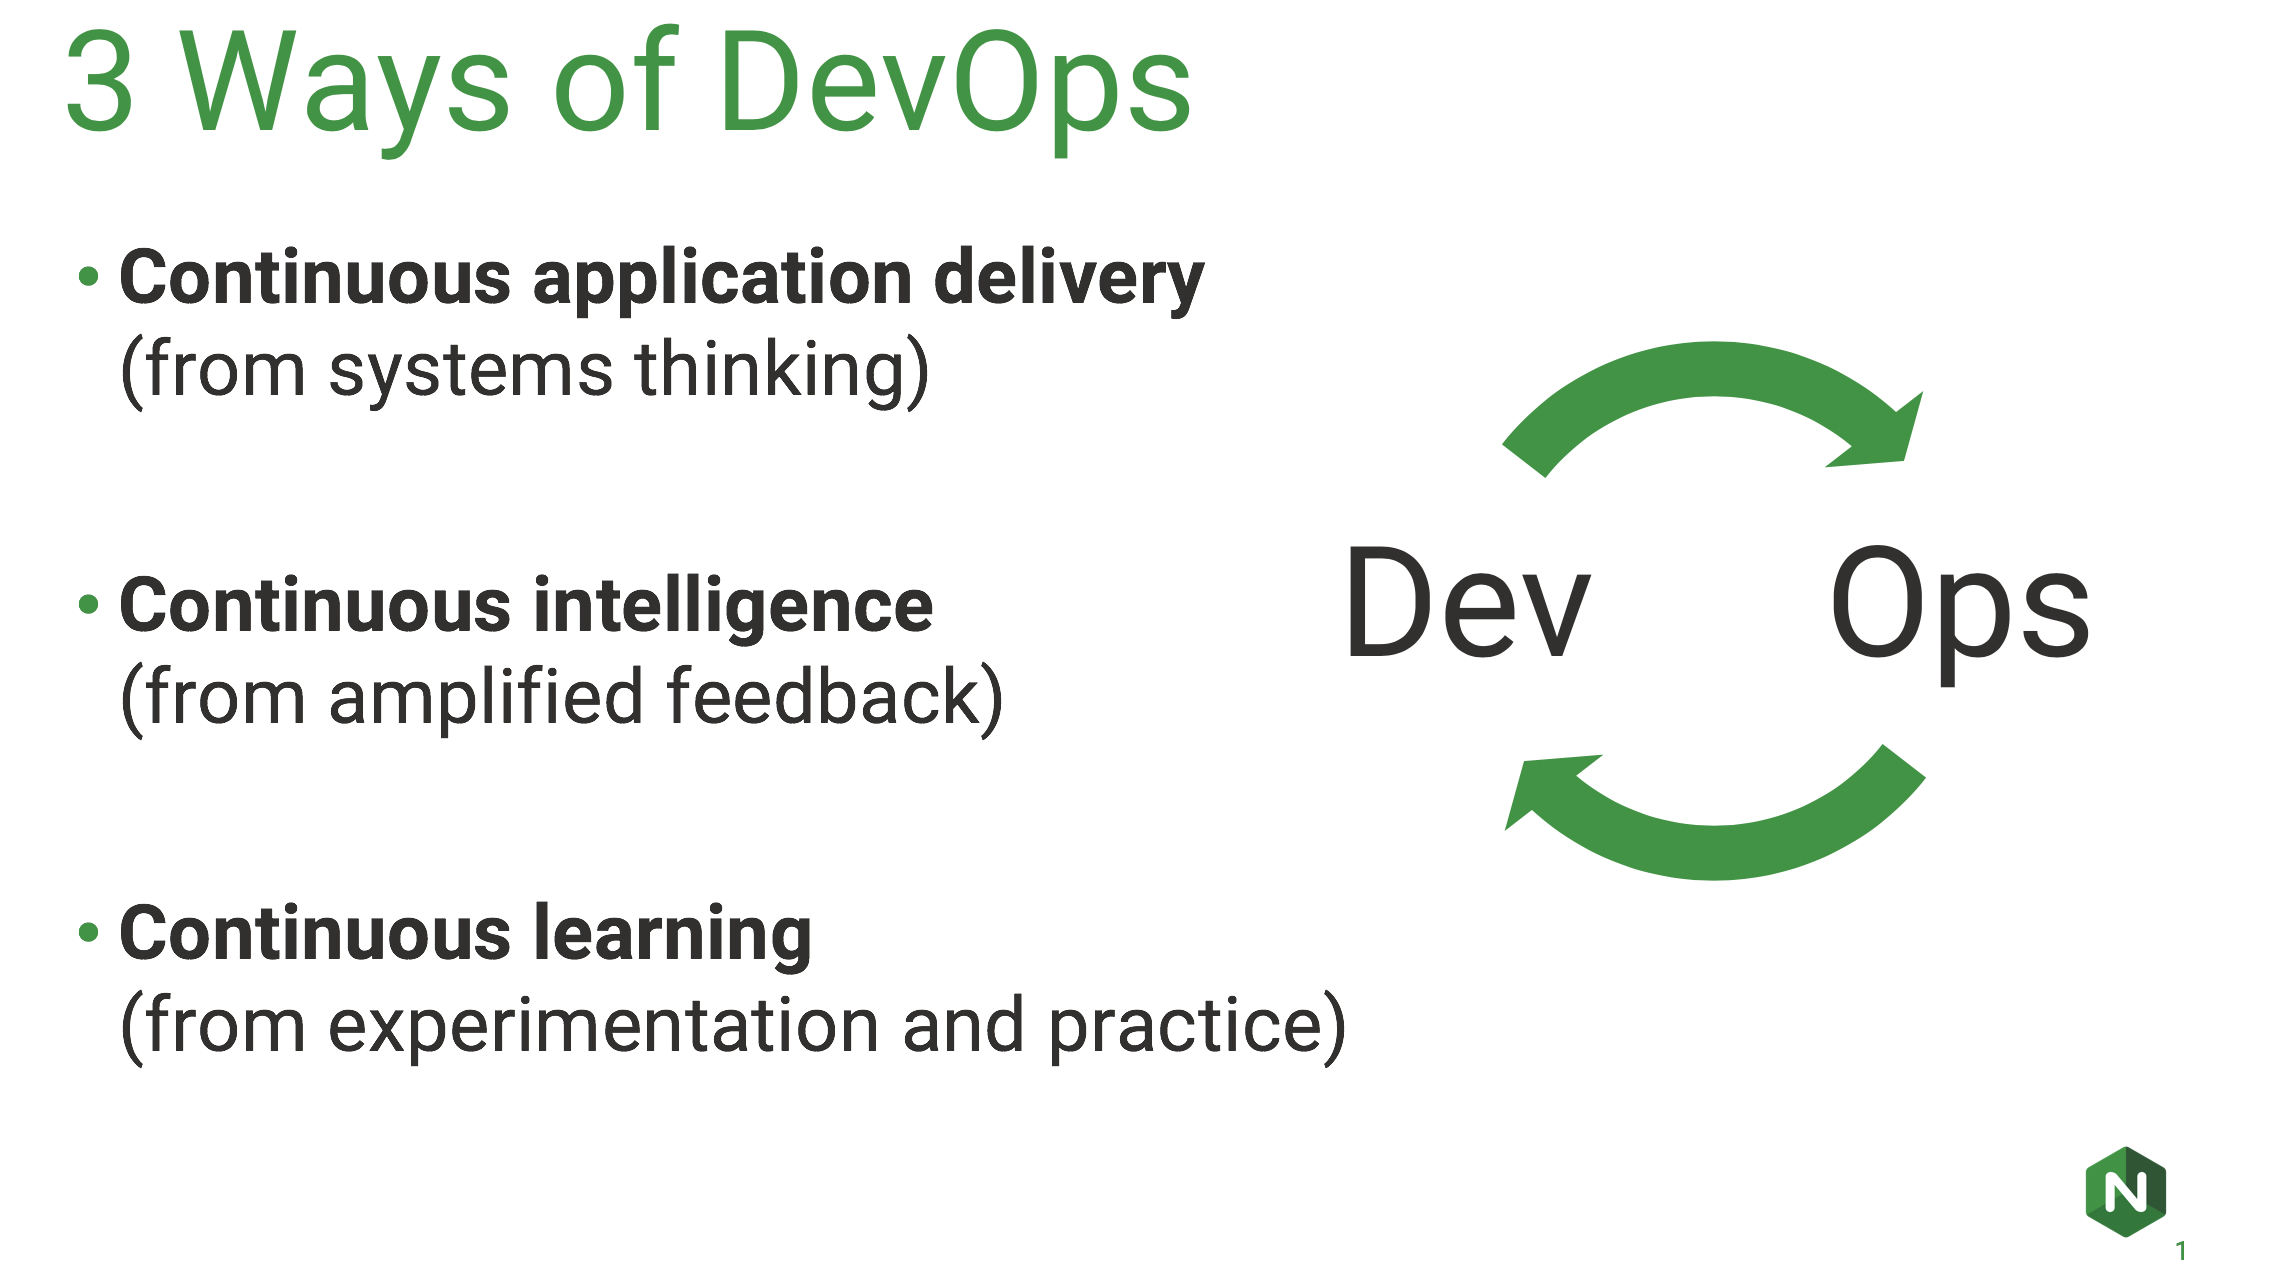 3 Ways of DevOps
• Continuous application delivery
(from systems thinking)
• Continuous intelligence
(from amplified feedback)
• Continuous learning
(from experimentation and practice)
Dev Ops
N
1